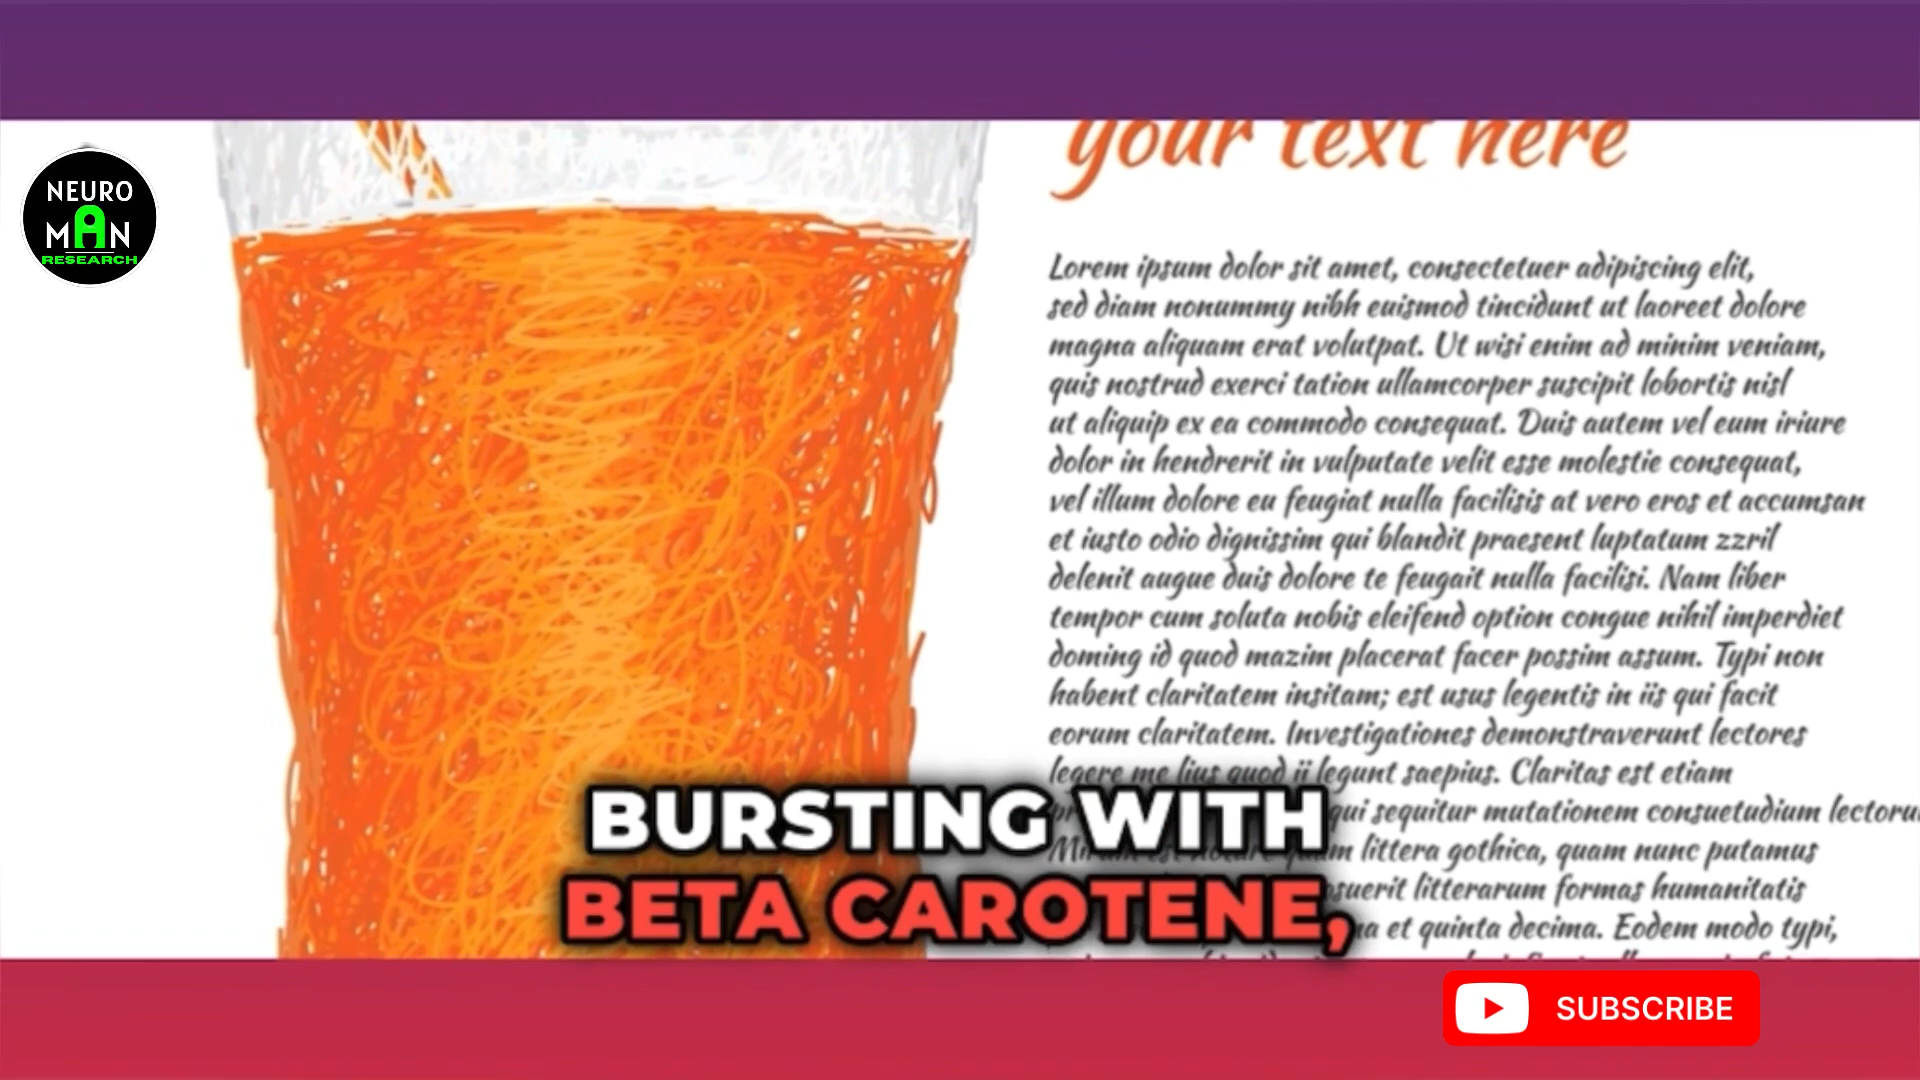 your text here
NEURO
MAN
RESEARCH
Lorem ipsum dolor sit amet, consectetuer adipiscing elit,
sed diam nonummy nibh euismod tincidunt ut laoreet dolore
magna aliquam erat volutpat. Ut wisi enim ad minim veniam,
quis nostrud exerci tation ullamcorper suscipit lobortis nisl
ut aliquip ex ea commodo consequat. Duis autem vel eum iriure
dolor in hendrerit in vulputate velit esse molestie consequat,
vel illum dolore eu feugiat nulla facilisis at vero eros et accumsan
et iusto odio dignissim qui blandit praesent luptatum zzril
delenit augue duis dolore te feugait nulla facilisi. Nam liber
tempor cum soluta nobis eleifend option congue nihil imperdiet
doming id quod mazim placerat facer possim assum. Typi non
habent claritatem insitam; est usus legentis in iis qui facit
eorum claritatem. Investigationes demonstraverunt lectores
legere me lius quod ii legunt saepius. Claritas est etiam
qui sequitur mutationem consuetudium
littera gothica, quam nunc putamus
litterarum formas humanitatis
et quinta decima. Eodem modo typi,
BURSTING WITH
BETA CAROTENE,
SUBSCRIBE